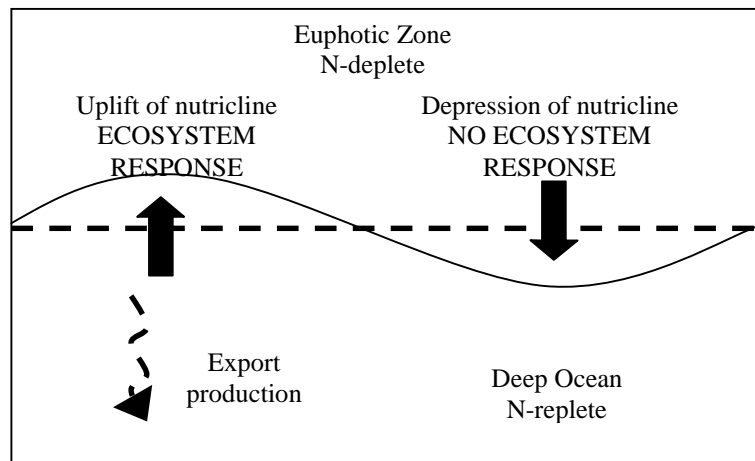 Euphotic Zone
N-deplete
Uplift of nutricline
ECOSYSTEM
RESPONSE
Depression of nutricline
NO ECOSYSTEM
RESPONSE
Export
production
Deep Ocean
N-replete